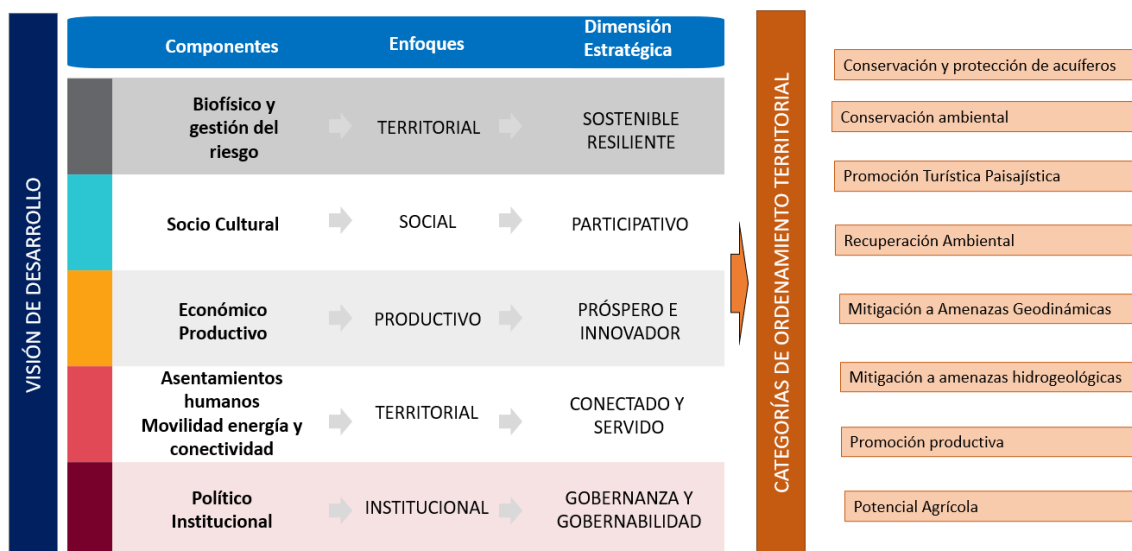 VISIÓN DE DESARROLLO
Componentes
Enfoques
Dimensión
Estratégica
Biofísico y
gestión del
riesgo
TERRITORIAL
SOSTENIBLE
RESILIENTE
Socio Cultural
SOCIAL
PARTICIPATIVO
Económico
Productivo
PRODUCTIVO
PRÓSPERO E
INNOVADOR
Asentamientos
humanos
Movilidad energía y
conectividad
TERRITORIAL
CONECTADO Y
SERVIDO
Político
Institucional
INSTITUCIONAL
GOBERNANZA Y
GOBERNABILIDAD
CATEGORÍAS DE ORDENAMIENTO TERRITORIAL
Conservación y protección de acuíferos
Conservación ambiental
Promoción Turística Paisajística
Recuperación Ambiental
Mitigación a Amenazas Geodinámicas
Mitigación a amenazas hidrogeológicas
Promoción productiva
Potencial Agrícola